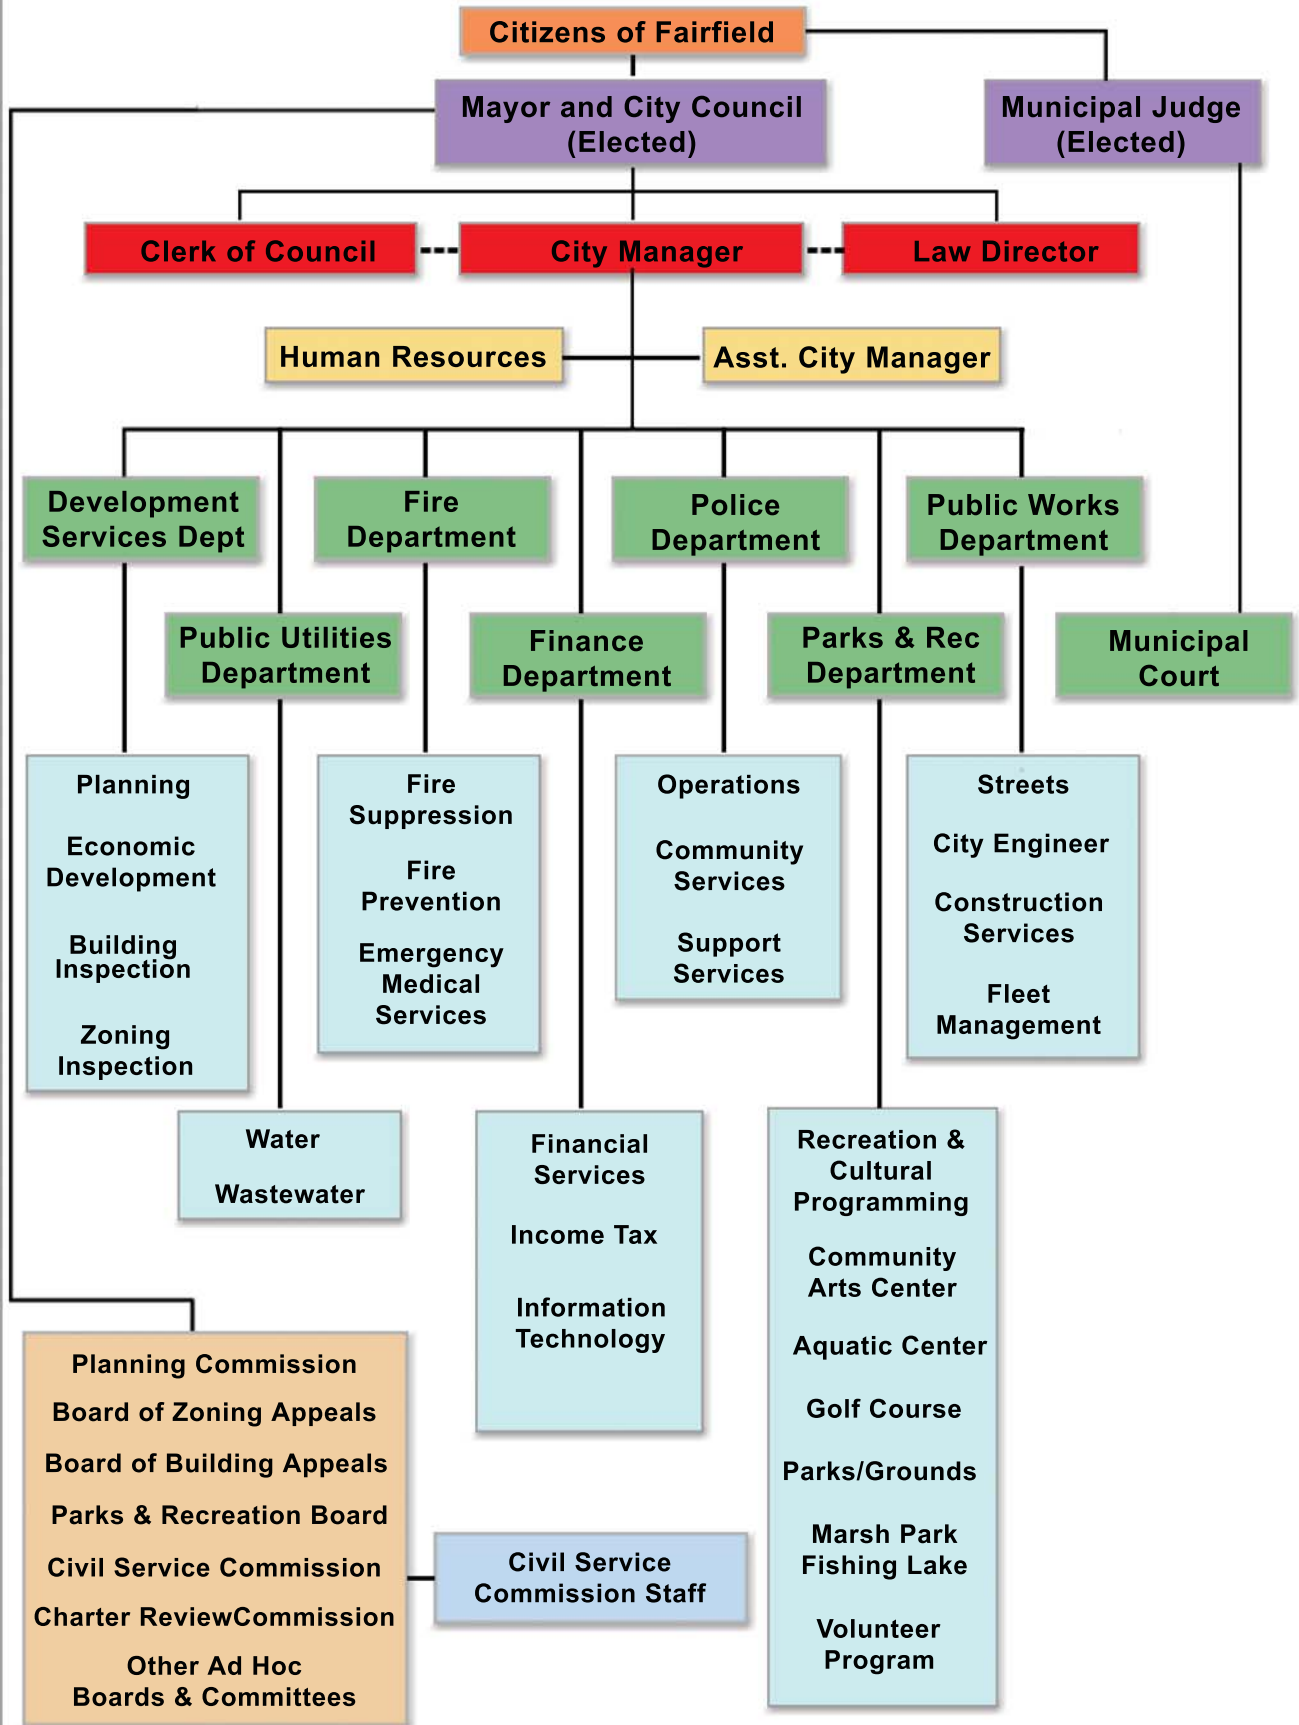 Citizens of Fairfield
Mayor and City Council
(Elected)
Municipal Judge
(Elected)
Clerk of Council
City Manager
Law Director
Human Resources
Asst. City Manager
Development
Services Dept
Fire
Department
Police
Department
Public Works
Department
Public Utilities
Department
Finance
Department
Parks & Rec
Department
Municipal
Court
Planning
Economic
Development
Building
Inspection
Zoning
Inspection
Fire
Suppression
Fire
Prevention
Emergency
Medical
Services
Operations
Community
Services
Support
Services
Streets
City Engineer
Construction
Services
Fleet
Management
Water
Wastewater
Financial
Services
Income Tax
Information
Technology
Recreation &
Cultural
Programming
Community
Arts Center
Aquatic Center
Golf Course
Parks/Grounds
Marsh Park
Fishing Lake
Volunteer
Program
Planning Commission
Board of Zoning Appeals
Board of Building Appeals
Parks & Recreation Board
Civil Service Commission
Charter ReviewCommission
Other Ad Hoc
Boards & Committees
Civil Service
Commission Staff